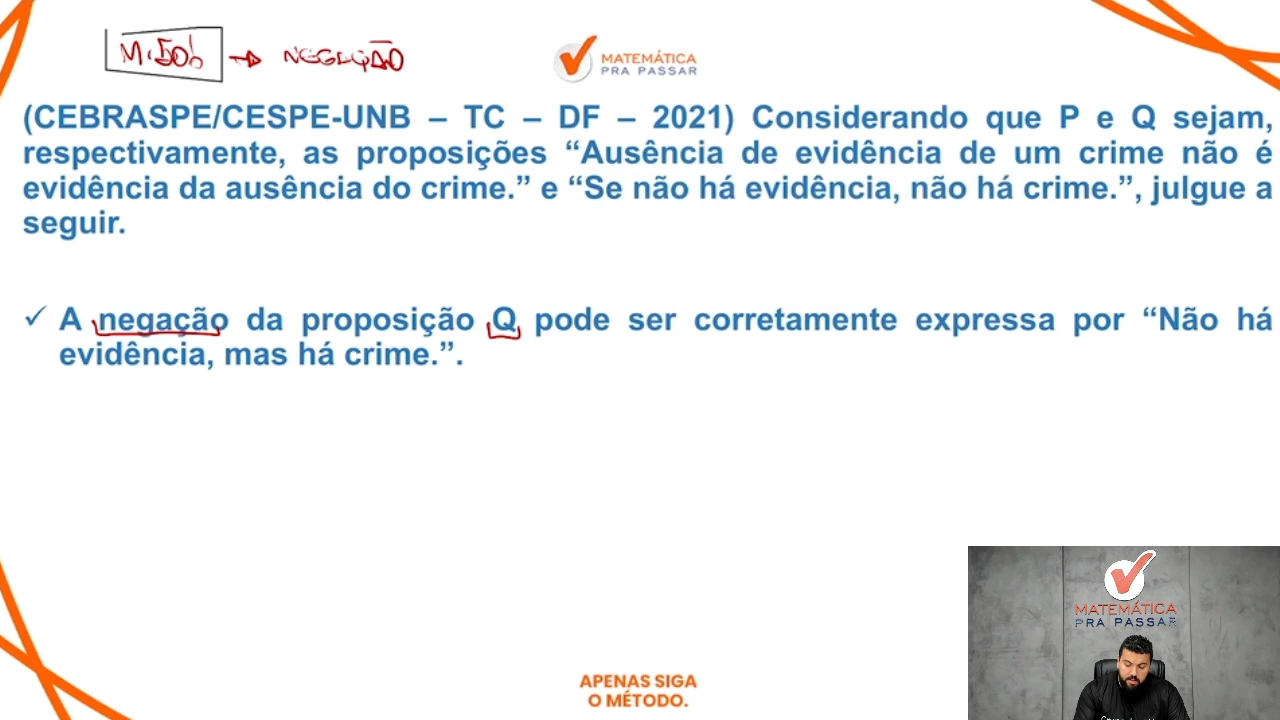 NEGAÇÃO
MATEMÁTICA
PRA PASSAR
(CEBRASPE/CESPE-UNB – TC – DF – 2021) Considerando que P e Q sejam,
respectivamente, as proposições “Ausência de evidência de um crime não é
evidência da ausência do crime.” e “Se não há evidência, não há crime.”, julgue a
seguir.
✓ A negação da proposição Q pode ser corretamente expressa por “Não há
evidência, mas há crime.”.
MATEMÁTICA
PRA PASSAR
APENAS SIGA
O MÉTODO.